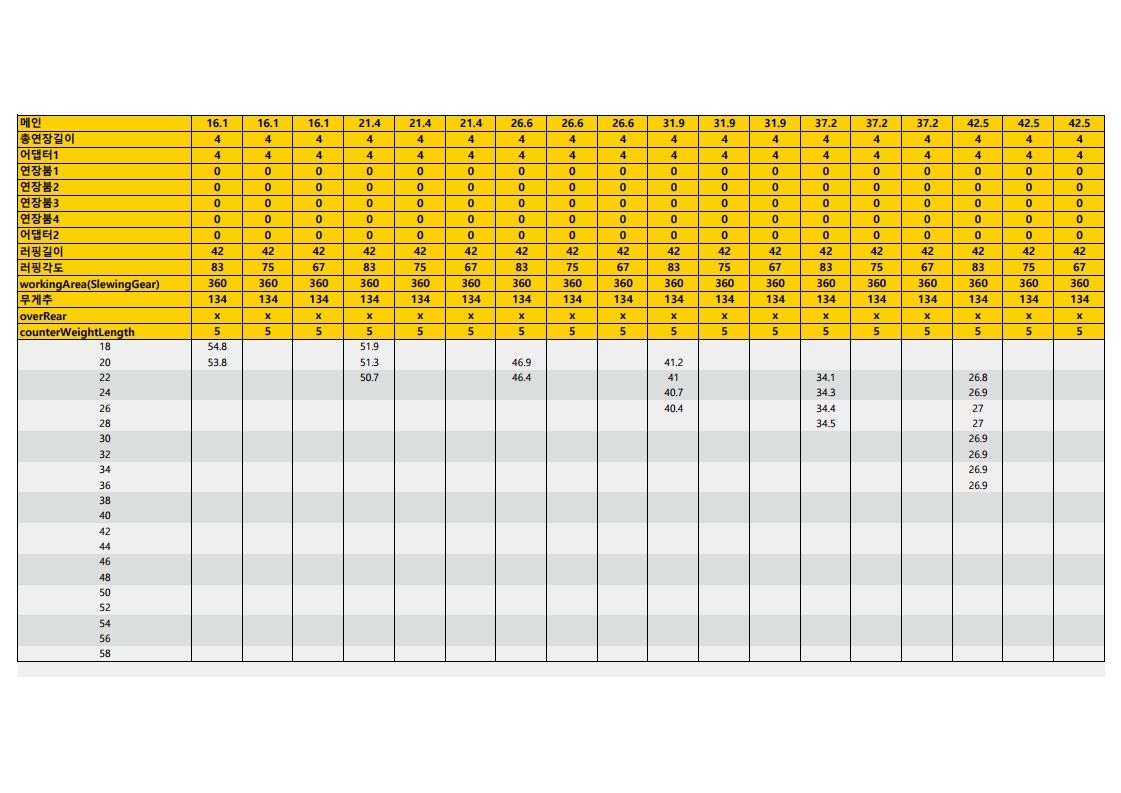 메인 16.1 16.1 16.1 21.4 21.4 21.4 26.6 26.6 26.6 31.9 31.9 31.9 37.2 37.2 37.2 42.5 42.5 42.5
총연장길이 4 4 4 4 4 4 4 4 4 4 4 4 4 4 4 4 4 4
어댑터1 4 4 4 4 4 4 4 4 4 4 4 4 4 4 4 4 4 4
연장붐1 0 0 0 0 0 0 0 0 0 0 0 0 0 0 0 0 0 0
연장붐2 0 0 0 0 0 0 0 0 0 0 0 0 0 0 0 0 0 0
연장붐3 0 0 0 0 0 0 0 0 0 0 0 0 0 0 0 0 0 0
연장붐4 0 0 0 0 0 0 0 0 0 0 0 0 0 0 0 0 0 0
어댑터2 0 0 0 0 0 0 0 0 0 0 0 0 0 0 0 0 0 0
러핑길이 42 42 42 42 42 42 42 42 42 42 42 42 42 42 42 42 42 42
러핑각도 83 75 67 83 75 67 83 75 67 83 75 67 83 75 67 83 75 67
workingArea(SlewingGear) 360 360 360 360 360 360 360 360 360 360 360 360 360 360 360 360 360 360
무게추 134 134 134 134 134 134 134 134 134 134 134 134 134 134 134 134 134 134
overRear x x x x x x x x x x x x x x x x x x
counterWeightLength 5 5 5 5 5 5 5 5 5 5 5 5 5 5 5 5 5 5
18 54.8 51.9
20 53.8 51.3 46.9 41.2
22 50.7 46.4 41 34.1 26.8
24 40.7 34.3 26.9
26 40.4 34.4 27
28 34.5 27
30 26.9
32 26.9
34 26.9
36 26.9
38
40
42
44
46
48
50
52
54
56
58